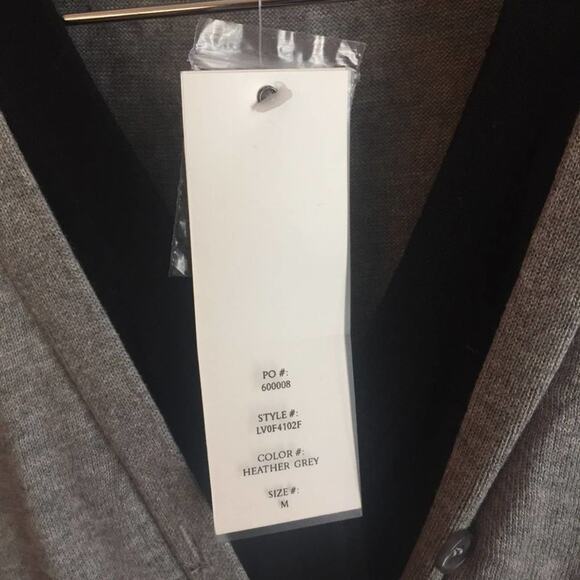 PO #:
600008
STYLE #:
LV0F4102F
COLOR #:
HEATHER GREY
SIZE #:
M